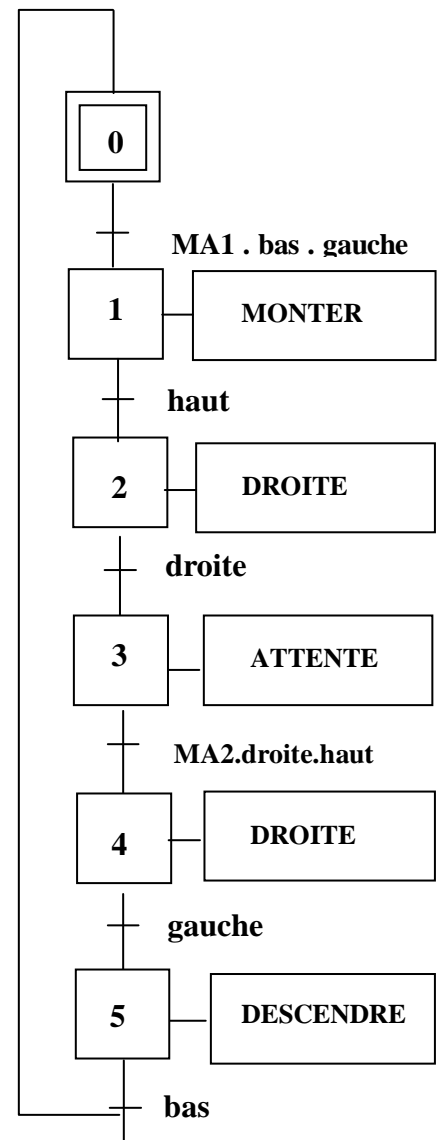 0
MA1 . bas . gauche
1 MONTER
haut
2 DROITE
droite
3 ATTENTE
MA2.droite.haut
4 DROITE
gauche
5 DESCENDRE
bas